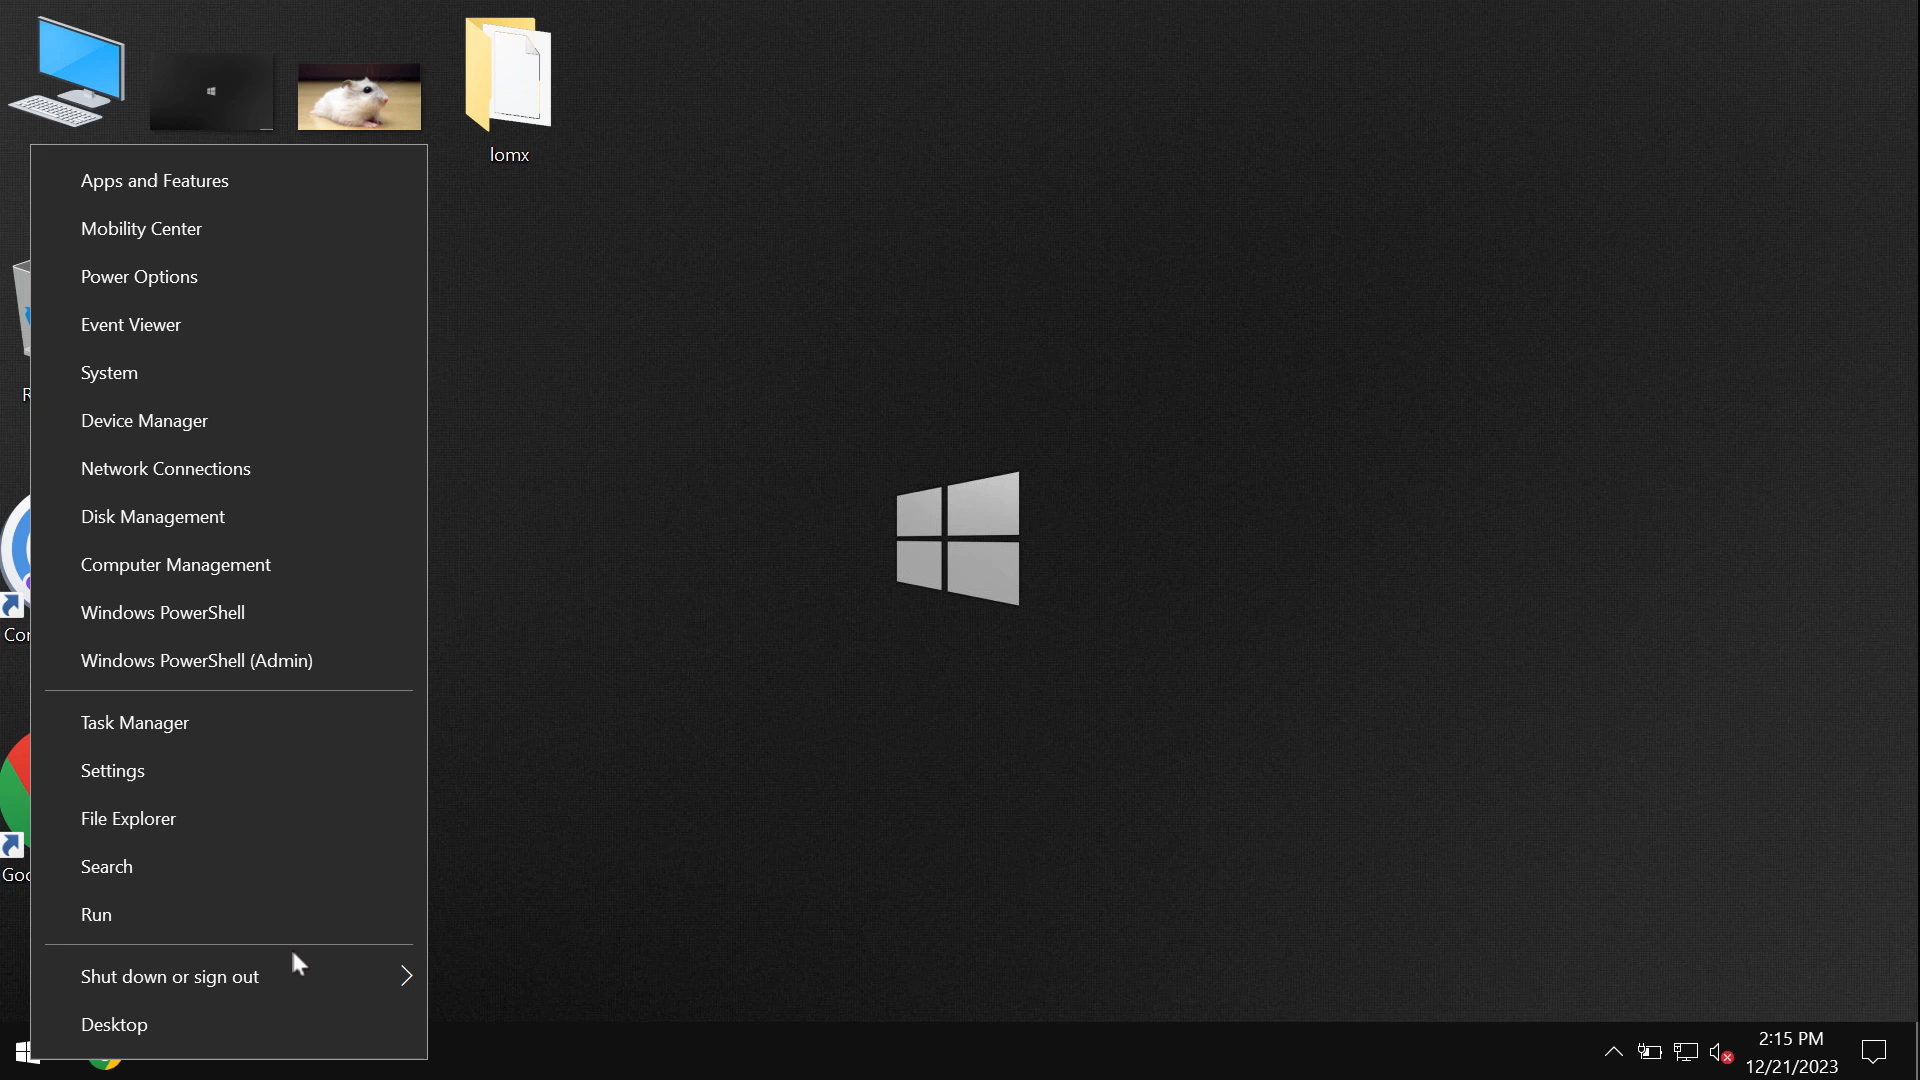 lomx
Apps and Features
Mobility Center
Power Options
Event Viewer
System
Device Manager
Network Connections
Disk Management
Computer Management
Windows PowerShell
Windows PowerShell (Admin)
Task Manager
Settings
File Explorer
Search
Run
Shut down or sign out
Desktop
2:15 PM
12/21/2023